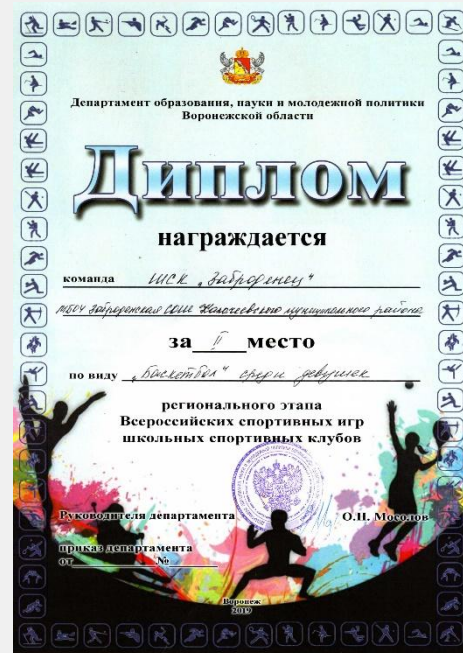 Департамент образования, науки и молодежной политики
Воронежской области
Диплом
награждается
команда ШСК „Заброденец"
МБОУ Заброденская СОШ Калачеевского муниципального района
за II место
по виду „Баскетбол" среди девушек
регионального этапа
Всероссийских спортивных игр
школьных спортивных клубов
Руководителя департамента О.Н. Мосолов
приказ департамента
от № 
Воронеж
2019